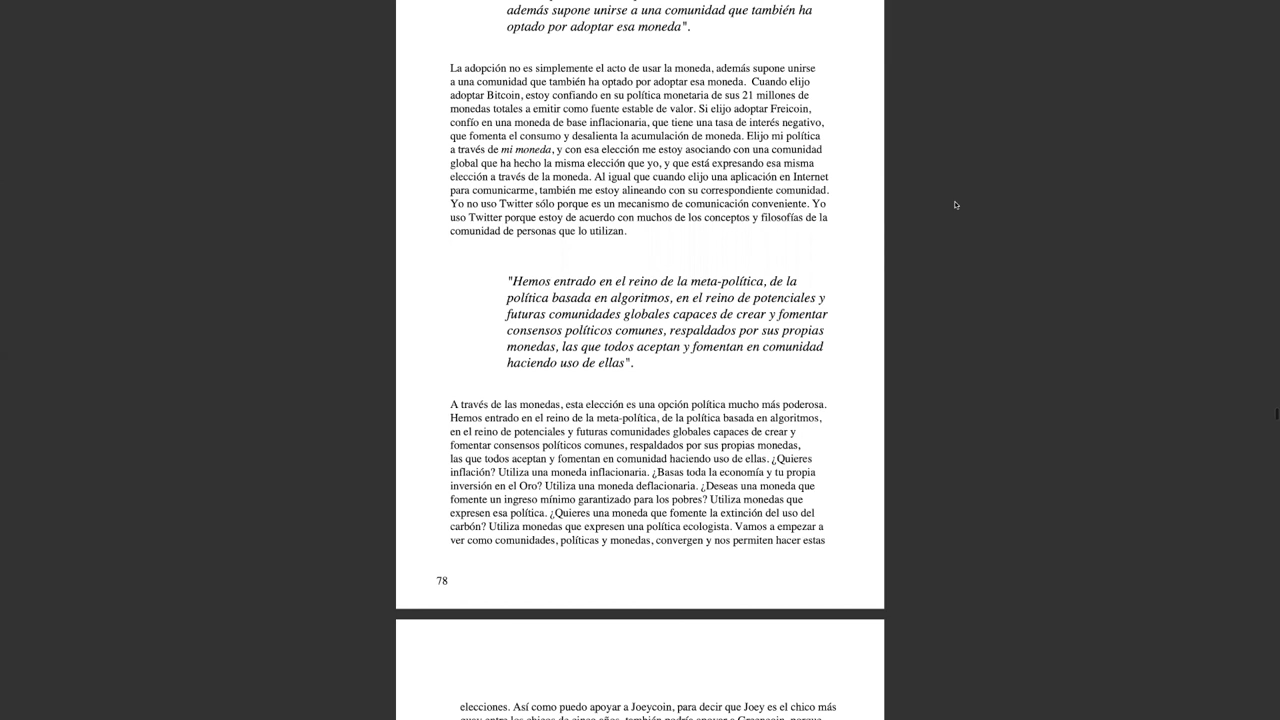 además supone unirse a una comunidad que también ha
optado por adoptar esa moneda".
La adopción no es simplemente el acto de usar la moneda, además supone unirse
a una comunidad que también ha optado por adoptar esa moneda.  Cuando elijo
adoptar Bitcoin, estoy confiando en su política monetaria de sus 21 millones de
monedas totales a emitir como fuente estable de valor. Si elijo adoptar Freicoin,
confío en una moneda de base inflacionaria, que tiene una tasa de interés negativo,
que fomenta el consumo y desalienta la acumulación de moneda. Elijo mi política
a través de mi moneda, y con esa elección me estoy asociando con una comunidad
global que ha hecho la misma elección que yo, y que está expresando esa misma
elección a través de la moneda. Al igual que cuando elijo una aplicación en Internet
para comunicarme, también me estoy alineando con su correspondiente comunidad.
Yo no uso Twitter sólo porque es un mecanismo de comunicación conveniente. Yo
uso Twitter porque estoy de acuerdo con muchos de los conceptos y filosofías de la
comunidad de personas que lo utilizan.
"Hemos entrado en el reino de la meta-política, de la
política basada en algoritmos, en el reino de potenciales y
futuras comunidades globales capaces de crear y fomentar
consensos políticos comunes, respaldados por sus propias
monedas, las que todos aceptan y fomentan en comunidad
haciendo uso de ellas".
A través de las monedas, esta elección es una opción política mucho más poderosa.
Hemos entrado en el reino de la meta-política, de la política basada en algoritmos,
en el reino de potenciales y futuras comunidades globales capaces de crear y
fomentar consensos políticos comunes, respaldados por sus propias monedas,
las que todos aceptan y fomentan en comunidad haciendo uso de ellas. ¿Quieres
inflación? Utiliza una moneda inflacionaria. ¿Basas toda la economía y tu propia
inversión en el Oro? Utiliza una moneda deflacionaria. ¿Deseas una moneda que
fomente un ingreso mínimo garantizado para los pobres? Utiliza monedas que
expresen esa política. ¿Quieres una moneda que fomente la extinción del uso del
carbón? Utiliza monedas que expresen una política ecologista. Vamos a empezar a
ver como comunidades, políticas y monedas, convergen y nos permiten hacer estas
78
elecciones. Así como puedo apoyar a Joeycoin, para decir que Joey es el chico más